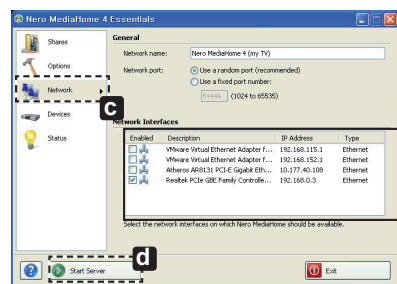 Nero MediaHome 4 Essentials
Shares
Options
Network
Devices
Status
c
General
Network name: Nero MediaHome 4 (my TV)
Network port: Use a random port (recommended)
Use a fixed port number:
54444 (1024 to 65535)
Network Interfaces
Enabled Description IP Address Type
VMware Virtual Ethernet Adapter f... 192.168.115.1 Ethernet
VMware Virtual Ethernet Adapter f... 192.168.152.1 Ethernet
Atheros AR8131 PCI-E Gigabit Eth... 10.177.40.108 Ethernet
Realtek PCIe GBE Family Controlle... 192.168.0.3 Ethernet
Select the network interfaces on which Nero MediaHome should be available.
d
? Start Server Exit